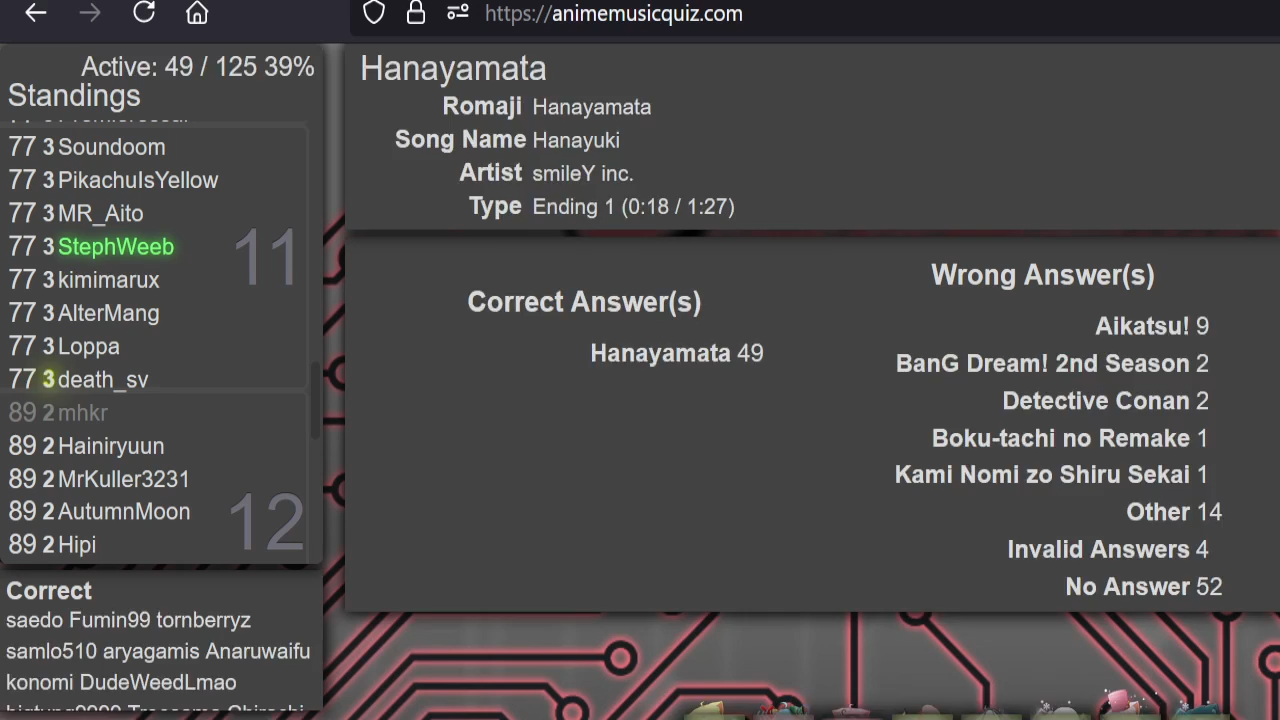 https://animemusicquiz.com
Active: 49 / 125 39%
Standings
77 3 Soundoom
77 3 PikachuIsYellow
77 3 MR_Aito
77 3 StephWeeb
77 3 kimimarux
77 3 AlterMang
77 3 Loppa
77 3 death_sv
11
89 2 mhkr
89 2 Hainiryuun
89 2 MrKuller3231
89 2 AutumnMoon
89 2 Hipi
12
Correct
saedo Fumin99 tornberryz
samlo510 aryagamis Anaruwaifu
konomi DudeWeedLmao
Hanayamata
Romaji Hanayamata
Song Name Hanayuki
Artist smileY inc.
Type Ending 1 (0:18 / 1:27)
Correct Answer(s)
Hanayamata 49
Wrong Answer(s)
Aikatsu! 9
BanG Dream! 2nd Season 2
Detective Conan 2
Boku-tachi no Remake 1
Kami Nomi zo Shiru Sekai 1
Other 14
Invalid Answers 4
No Answer 52